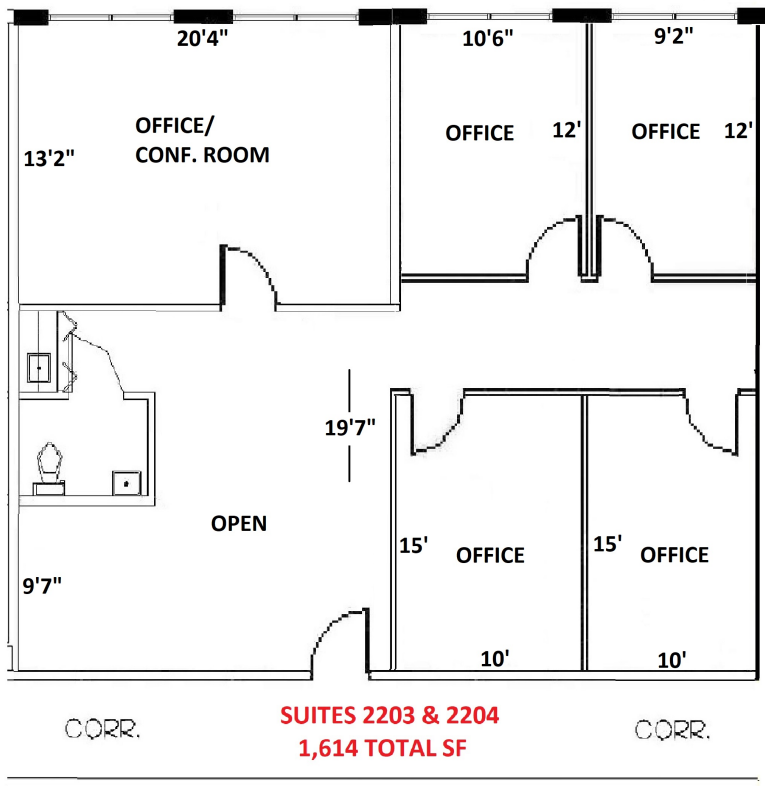 20'4"
10'6"
9'2"
OFFICE/
CONF. ROOM
13'2"
OFFICE
12'
OFFICE
12'
19'7"
OPEN
15'
OFFICE
15'
OFFICE
9'7"
10'
10'
CORR.
SUITES 2203 & 2204
1,614 TOTAL SF
CORR.